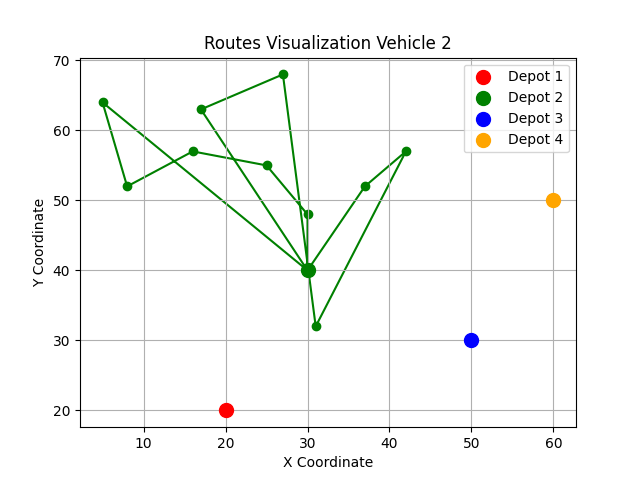 Routes Visualization Vehicle 2
70
60
50
40
30
20
Y Coordinate
10 20 30 40 50 60
X Coordinate
Depot 1
Depot 2
Depot 3
Depot 4